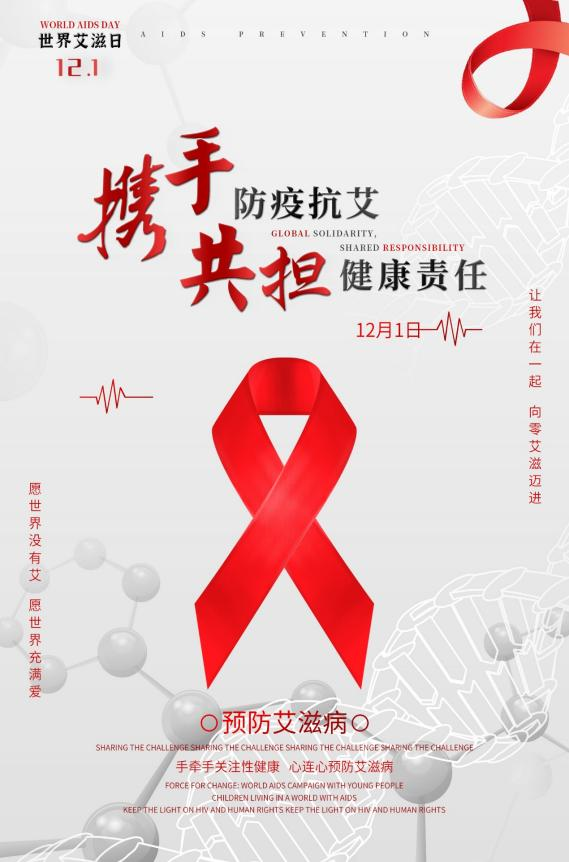 WORLD AIDS DAY
世界艾滋日
12.1
AIDS PREVENTION
携手
防疫抗艾
GLOBAL SOLIDARITY,
SHARED RESPONSIBILITY
共担
健康责任
12月1日
让我们在一起 向零艾滋迈进
愿世界没有艾 愿世界充满爱
预防艾滋病
SHARING THE CHALLENGE SHARING THE CHALLENGE SHARING THE CHALLENGE SHARING THE CHALLENGE
手牵手关注性健康 心连心预防艾滋病
FORCE FOR CHANGE: WORLD AIDS CAMPAIGN WITH YOUNG PEOPLE
CHILDREN LIVING IN A WORLD WITH AIDS
KEEP THE LIGHT ON HIV AND HUMAN RIGHTS KEEP THE LIGHT ON HIV AND HUMAN RIGHTS